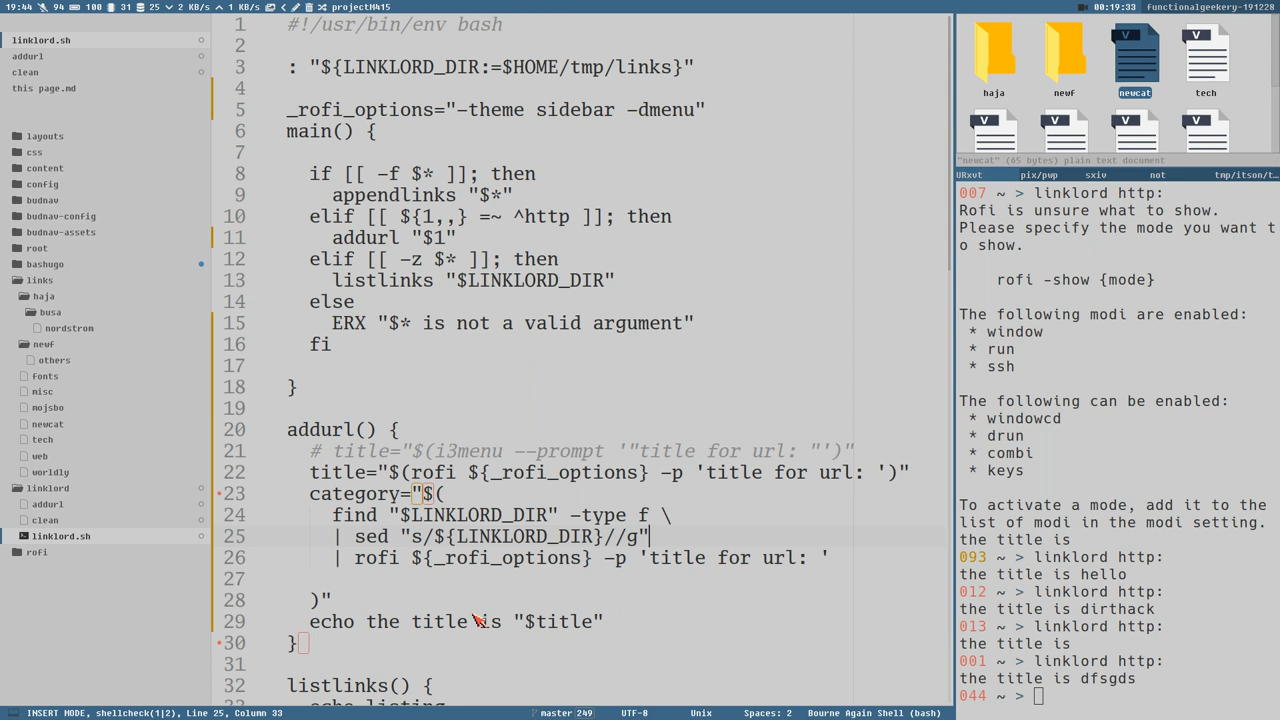 19:44 94 100 31 25 2 KB/s 1 KB/s projectM415
00:19:33 functionalgeekery-191228
linklord.sh
addurl
clean
this page.md
layouts
css
content
config
budnav
budnav-config
budnav-assets
root
bashugo
links
haja
busa
nordstrom
newf
others
fonts
misc
mojsbo
newcat
tech
web
worldly
linklord
addurl
clean
linklord.sh
rofi
1 #!/usr/bin/env bash
2
3 : "${LINKLORD_DIR:=$HOME/tmp/links}"
4
5 _rofi_options="-theme sidebar -dmenu"
6 main() {
7
8 if [[ -f $* ]]; then
9 appendlinks "$*"
10 elif [[ ${1,,} =~ ^http ]]; then
11 addurl "$1"
12 elif [[ -z $* ]]; then
13 listlinks "$LINKLORD_DIR"
14 else
15 ERX "$* is not a valid argument"
16 fi
17
18 }
19
20 addurl() {
21 # title="$(i3menu --prompt '"title for url: "')"
22 title="$(rofi ${_rofi_options} -p 'title for url: ')"
23 category="$(
24 find "$LINKLORD_DIR" -type f \
25 | sed "s/${LINKLORD_DIR}//g"
26 | rofi ${_rofi_options} -p 'title for url: '
27
28 )"
29 echo the title is "$title"
30 }
31
32 listlinks() {
33 echo listing
haja newf newcat tech
"newcat" (65 bytes) plain text document
URxvt pix/pwp sxiv not tmp/itson/t…
007 ~ > linklord http:
Rofi is unsure what to show.
Please specify the mode you want t
o show.
rofi -show {mode}
The following modi are enabled:
* window
* run
* ssh
The following can be enabled:
* windowcd
* drun
* combi
* keys
To activate a mode, add it to the
list of modi in the modi setting.
the title is
093 ~ > linklord http:
the title is hello
012 ~ > linklord http:
the title is dirthack
013 ~ > linklord http:
the title is
001 ~ > linklord http:
the title is dfsgds
044 ~ >
INSERT MODE, shellcheck(1|2), Line 25, Column 33 master 249 UTF-8 Unix Spaces: 2 Bourne Again Shell (bash)